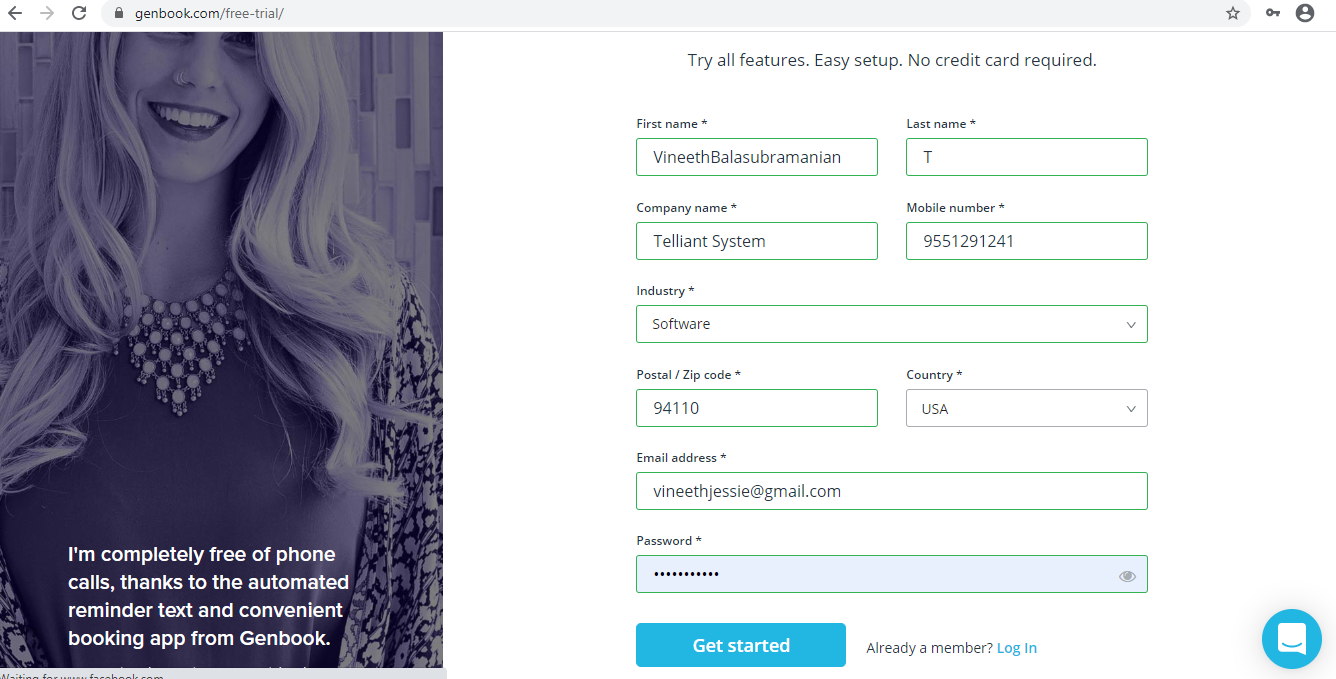 genbook.com/free-trial/
Try all features. Easy setup. No credit card required.
First name *
Last name *
VineethBalasubramanian
T
Company name *
Mobile number *
Telliant System
9551291241
Industry *
Software
Postal / Zip code *
Country *
94110
USA
Email address *
vineethjessie@gmail.com
Password *
•••••••••••
I'm completely free of phone
calls, thanks to the automated
reminder text and convenient
booking app from Genbook.
Get started
Already a member? Log In
Waiting for www.facebook.com